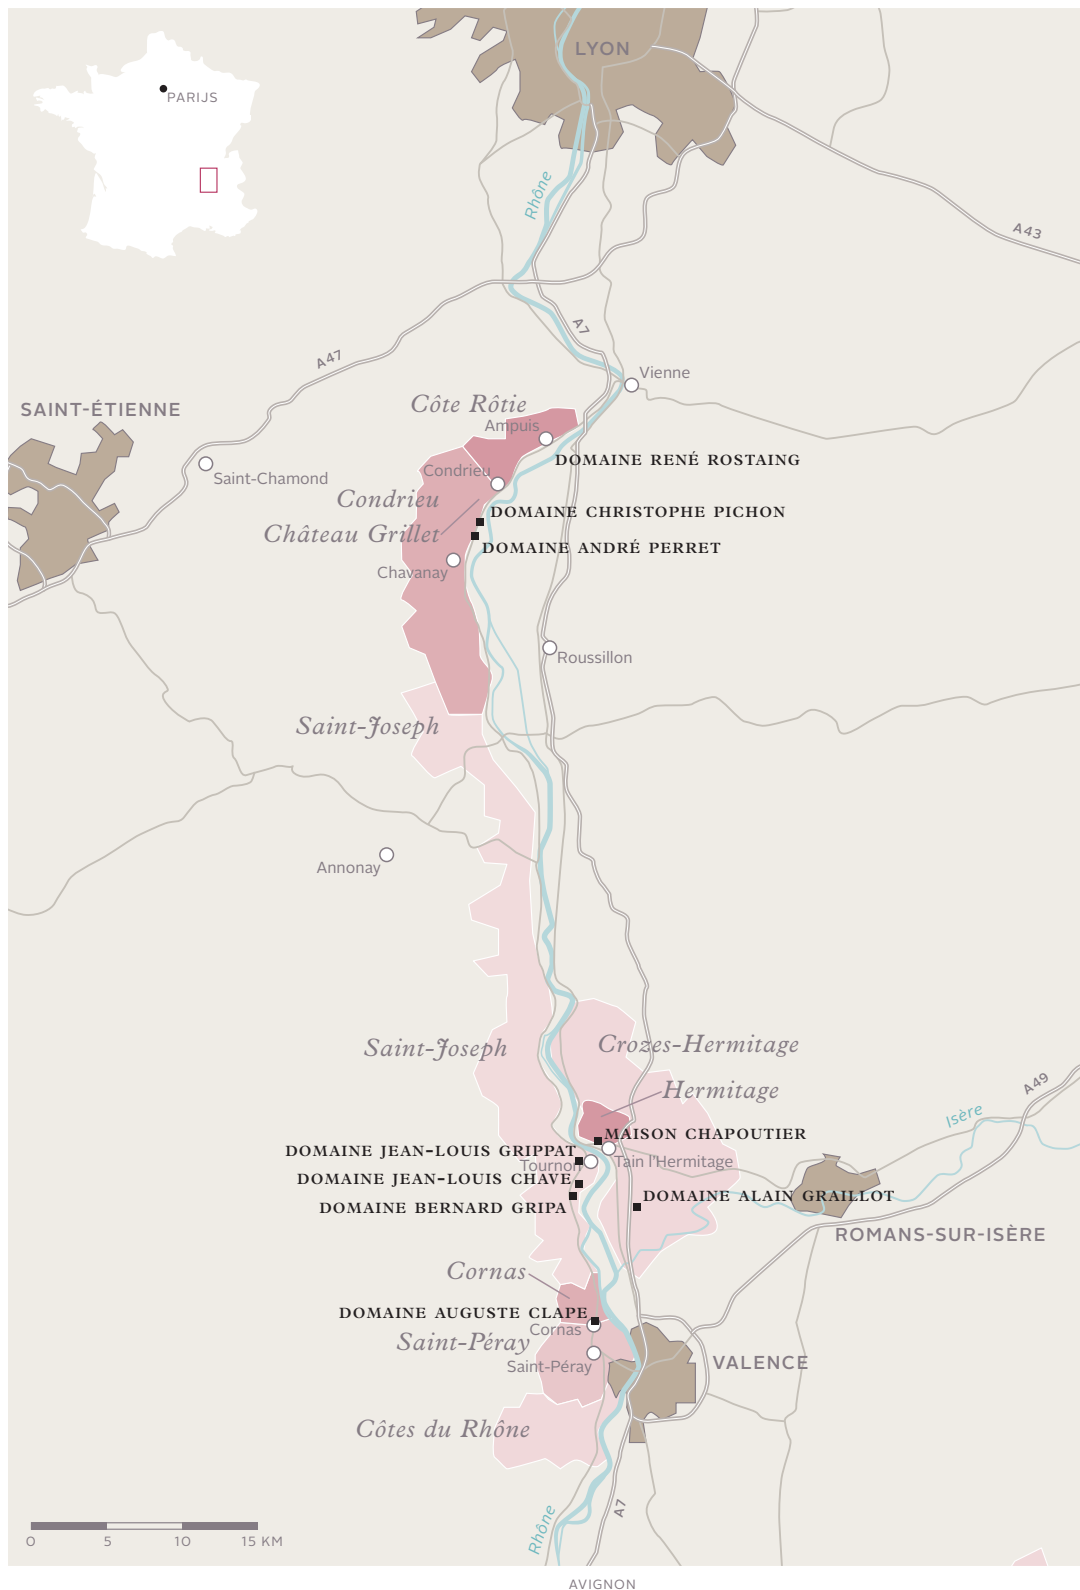 LYON
PARIJS
Rhône
A43
A7
A47
Vienne
SAINT-ÉTIENNE
Côte Rôtie
Ampuis
DOMAINE RENÉ ROSTAING
Saint-Chamond
Condrieu
Condrieu
DOMAINE CHRISTOPHE PICHON
Château Grillet
DOMAINE ANDRÉ PERRET
Chavanay
Roussillon
Saint-Joseph
Annonay
Saint-Joseph
Crozes-Hermitage
Hermitage
A49
Isère
MAISON CHAPOUTIER
DOMAINE JEAN-LOUIS GRIPPAT
Tournon
Tain l'Hermitage
DOMAINE JEAN-LOUIS CHAVE
DOMAINE ALAIN GRAILLOT
DOMAINE BERNARD GRIPA
ROMANS-SUR-ISÈRE
Cornas
DOMAINE AUGUSTE CLAPE
Cornas
Saint-Péray
Saint-Péray
VALENCE
Côtes du Rhône
A7
Rhône
0 5 10 15 KM
AVIGNON